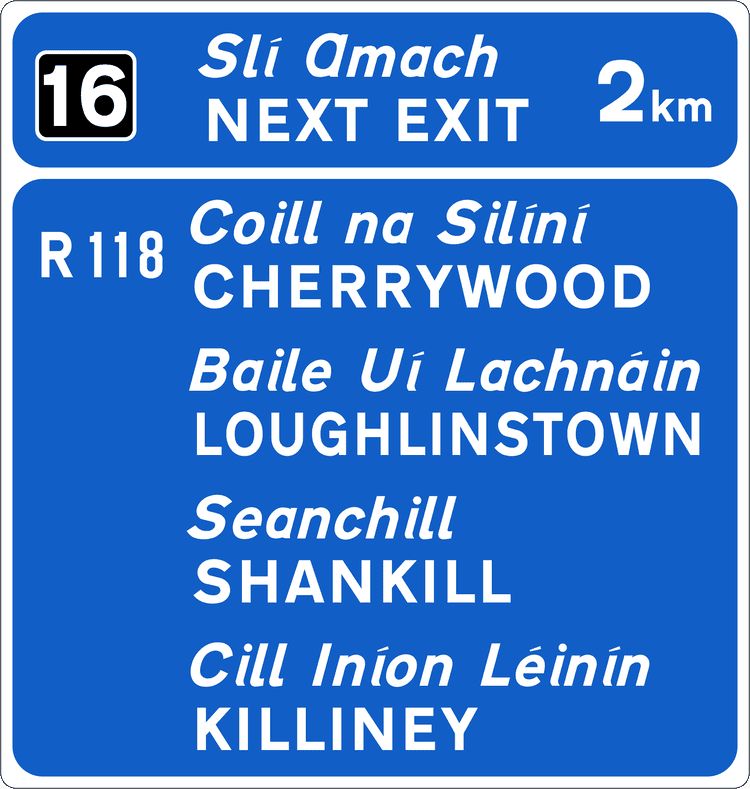 16
Slí Amach
NEXT EXIT
2km
R118
Coill na Silíní
CHERRYWOOD
Baile Uí Lachnáin
LOUGHLINSTOWN
Seanchill
SHANKILL
Cill Iníon Léinín
KILLINEY